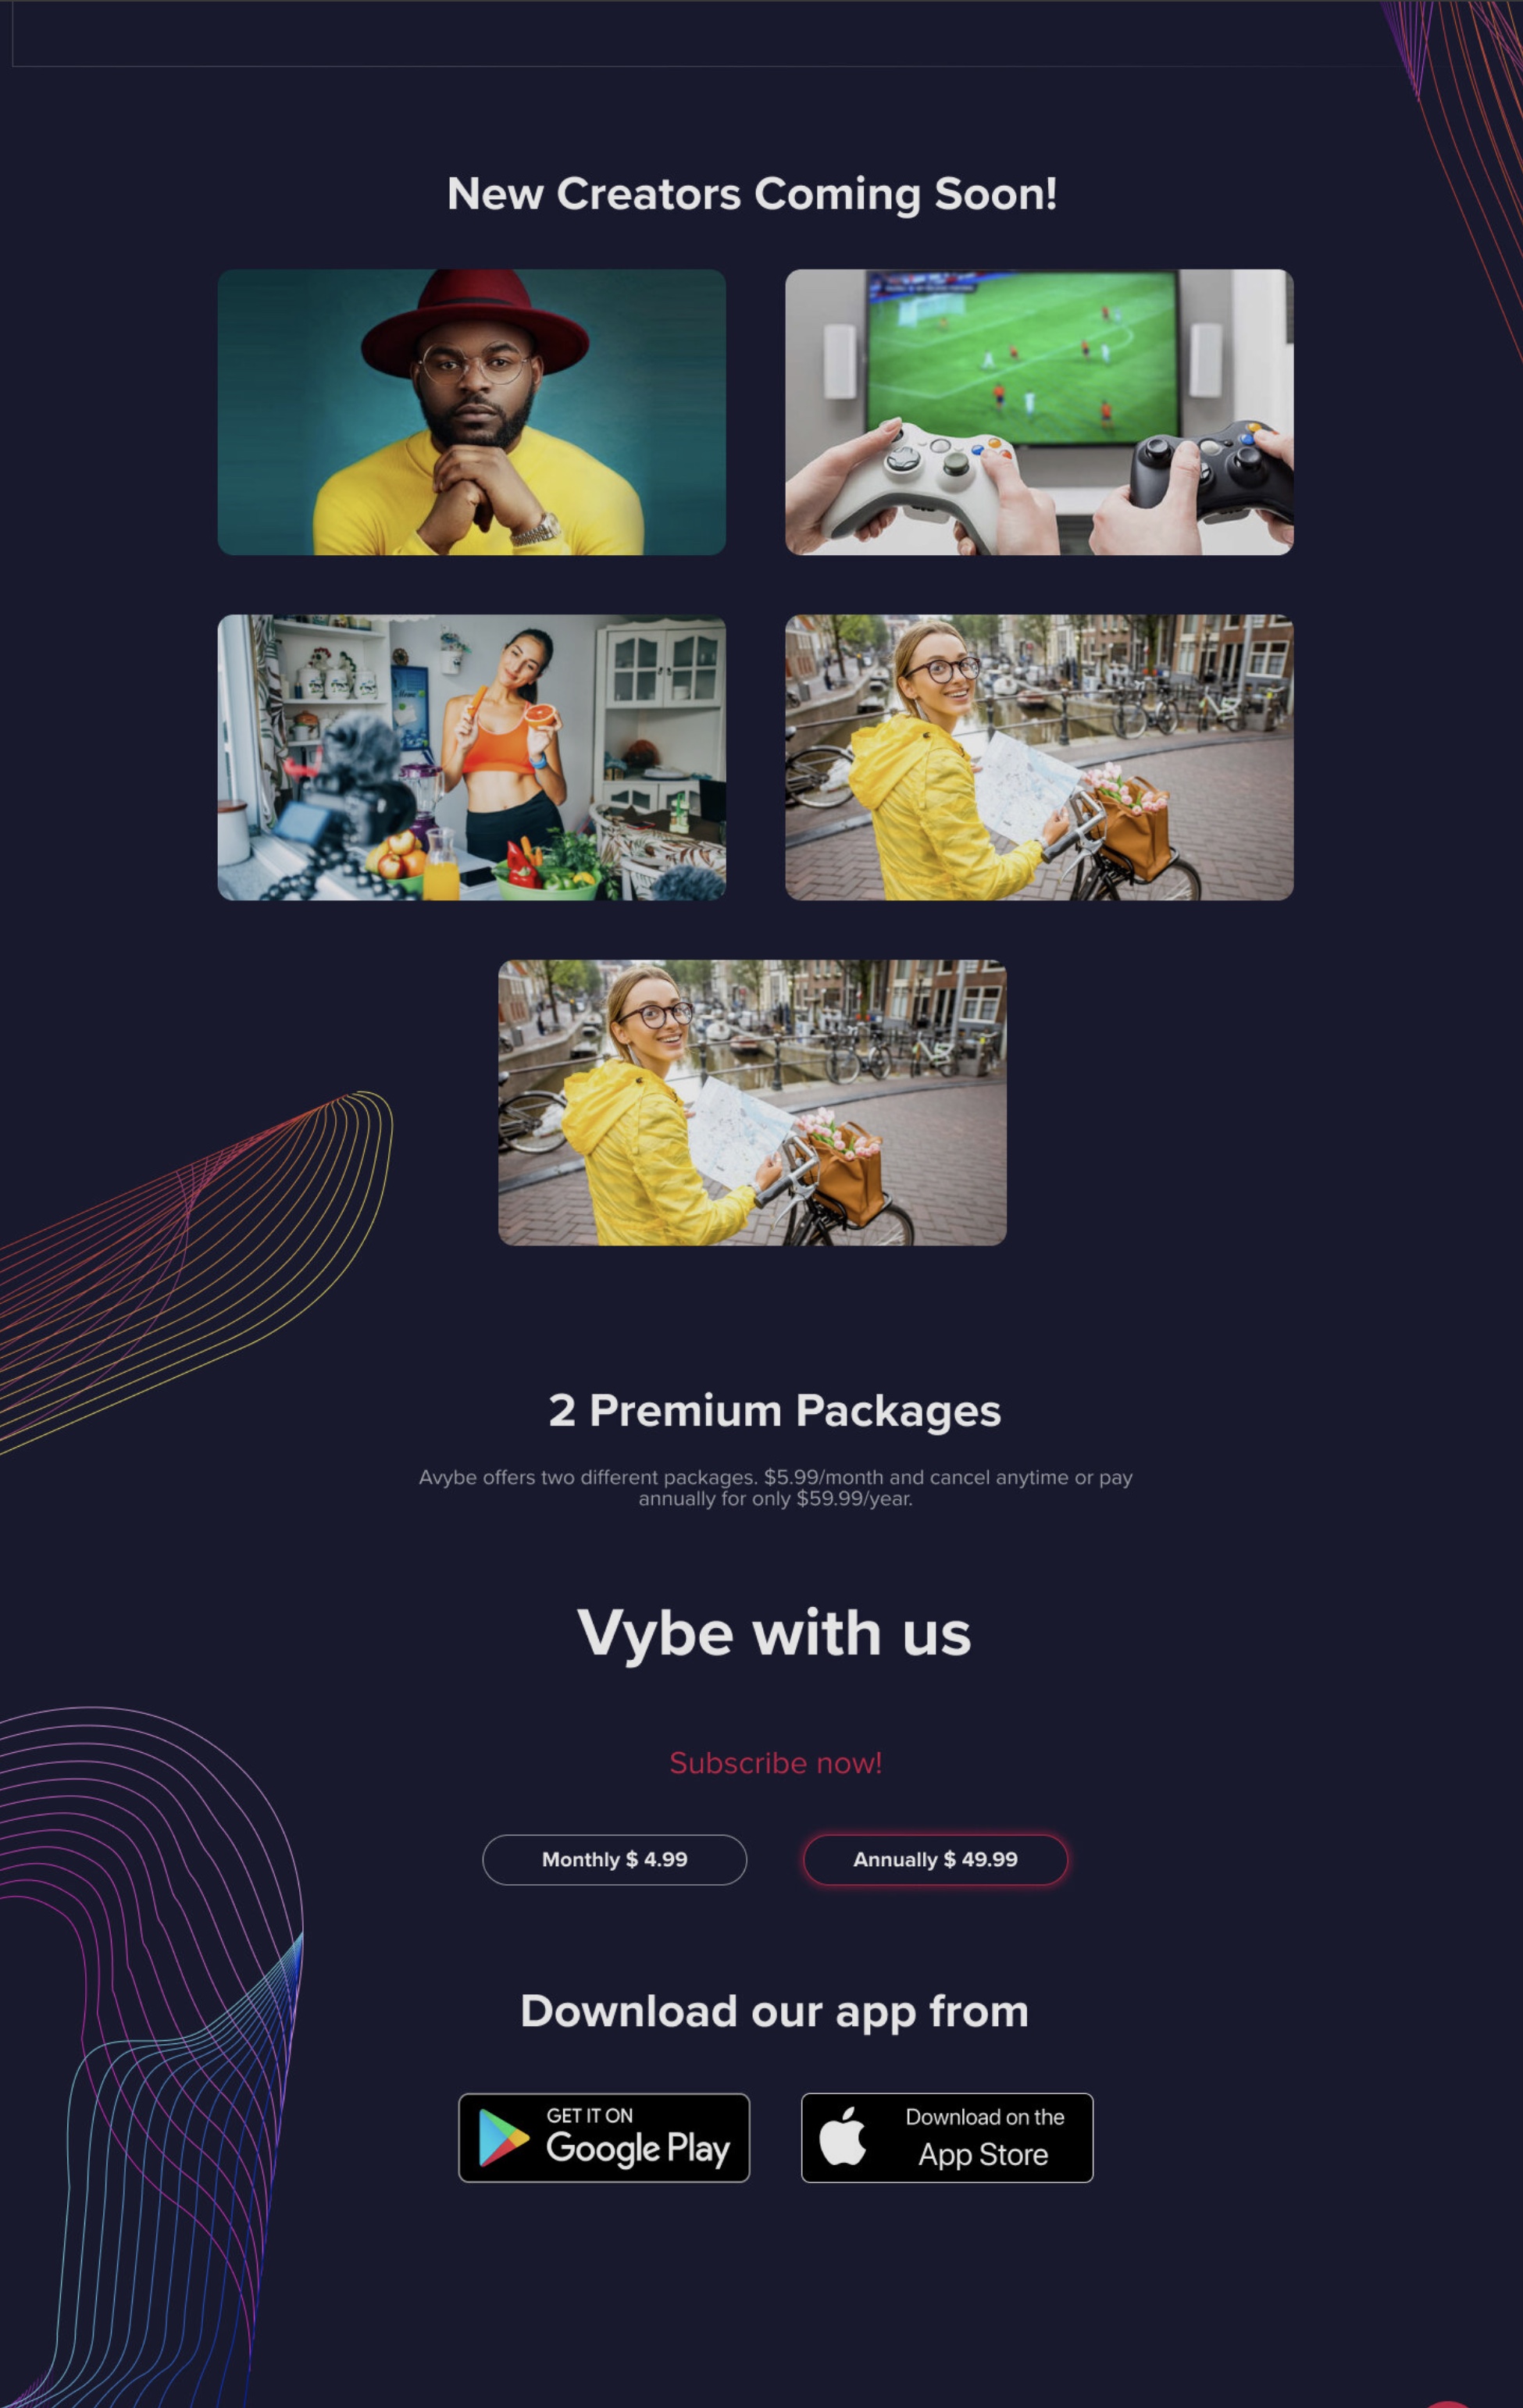 New Creators Coming Soon!
2 Premium Packages
Avybe offers two different packages. $5.99/month and cancel anytime or pay
annually for only $59.99/year.
Vybe with us
Subscribe now!
Monthly $ 4.99
Annually $ 49.99
Download our app from
GET IT ON
Google Play
Download on the
App Store